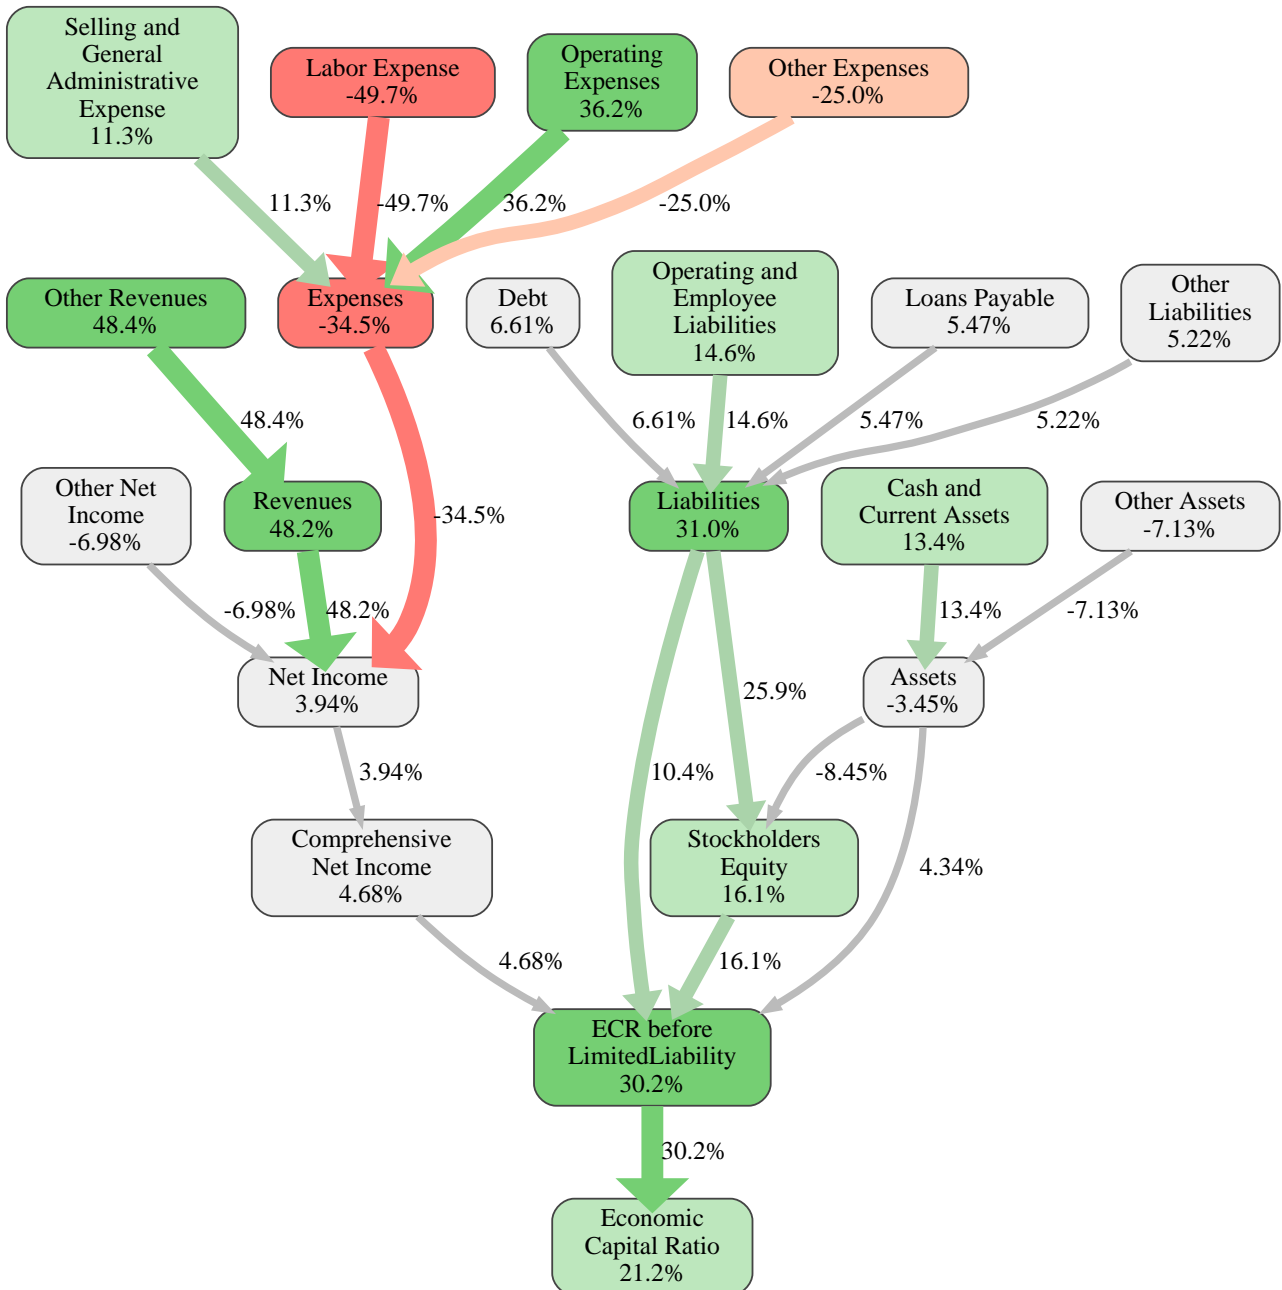 Selling and
General
Administrative
Expense
11.3%
Labor Expense
-49.7%
Operating
Expenses
36.2%
Other Expenses
-25.0%
11.3%
-49.7%
36.2%
-25.0%
Other Revenues
48.4%
Expenses
-34.5%
Debt
6.61%
Operating and
Employee
Liabilities
14.6%
Loans Payable
5.47%
Other
Liabilities
5.22%
48.4%
6.61%
14.6%
5.47%
5.22%
Other Net
Income
-6.98%
Revenues
48.2%
-34.5%
Liabilities
31.0%
Cash and
Current Assets
13.4%
Other Assets
-7.13%
-6.98%
48.2%
13.4%
-7.13%
Net Income
3.94%
25.9%
Assets
-3.45%
3.94%
10.4%
-8.45%
Comprehensive
Net Income
4.68%
Stockholders
Equity
16.1%
4.34%
4.68%
16.1%
ECR before
LimitedLiability
30.2%
30.2%
Economic
Capital Ratio
21.2%